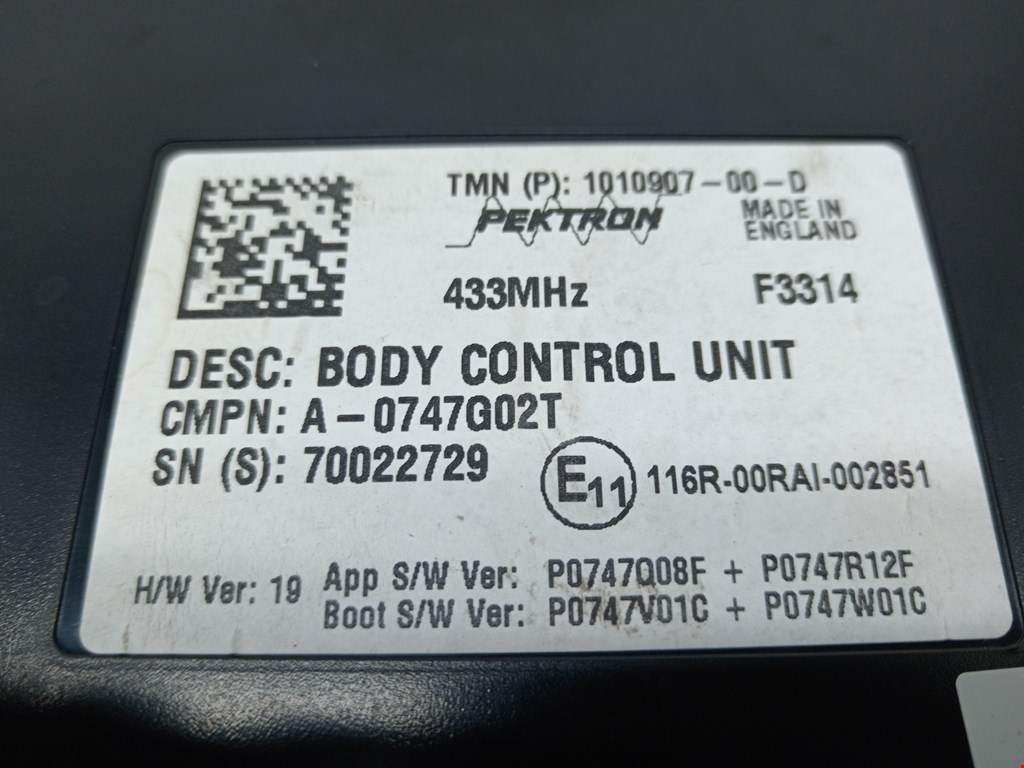 TMN (P): 1010907-00-D
PEKTRON
MADE IN
ENGLAND
433MHz
F3314
DESC: BODY CONTROL UNIT
CMPN: A-0747G02T
SN (S): 70022729
E11
116R-00RAI-002851
H/W Ver: 19
App S/W Ver: P0747Q08F + P0747R12F
Boot S/W Ver: P0747V01C + P0747W01C